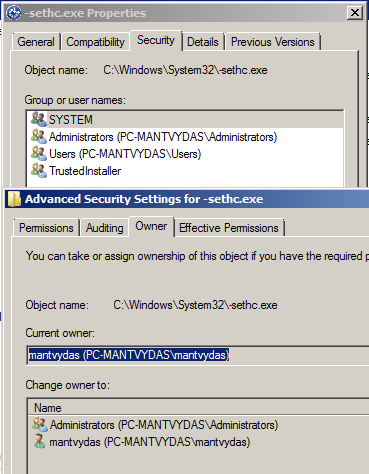 -sethc.exe Properties
General Compatibility Security Details Previous Versions
Object name: C:\Windows\System32\-sethc.exe
Group or user names:
SYSTEM
Administrators (PC-MANTVYDAS\Administrators)
Users (PC-MANTVYDAS\Users)
TrustedInstaller
Advanced Security Settings for -sethc.exe
Permissions Auditing Owner Effective Permissions
You can take or assign ownership of this object if you have the required
Object name: C:\Windows\System32\-sethc.exe
Current owner:
mantvydas (PC-MANTVYDAS\mantvydas)
Change owner to:
Name
Administrators (PC-MANTVYDAS\Administrators)
mantvydas (PC-MANTVYDAS\mantvydas)